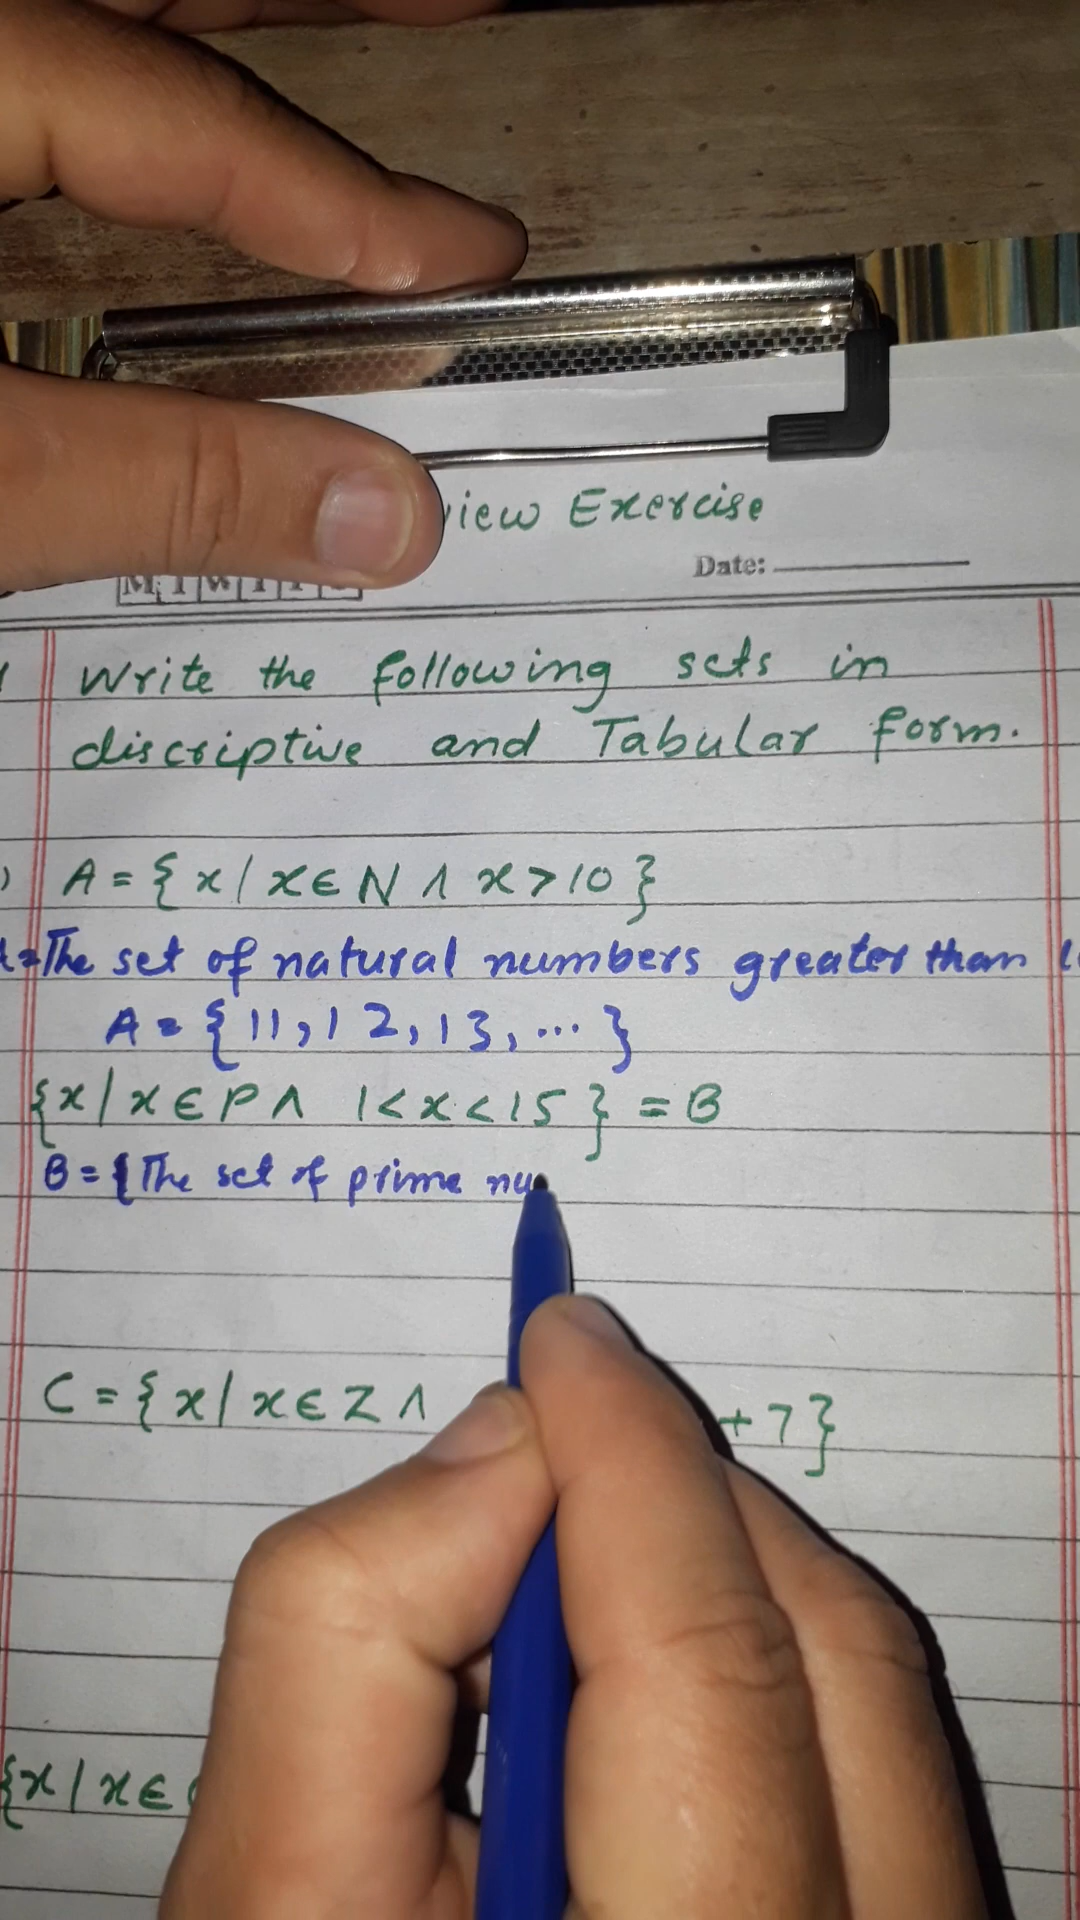 view Exercise
Date:
M T W T F S
Write the following sets in
discriptive and Tabular form.
) A = { x / x ∈ N ∧ x > 10 }
A = The set of natural numbers greater than
A = { 11, 12, 13, ... }
{ x / x ∈ P ∧ 1 < x < 15 } = B
B = { The set of prime nu
C = { x / x ∈ Z ∧ + 7 }
{ x / x ∈